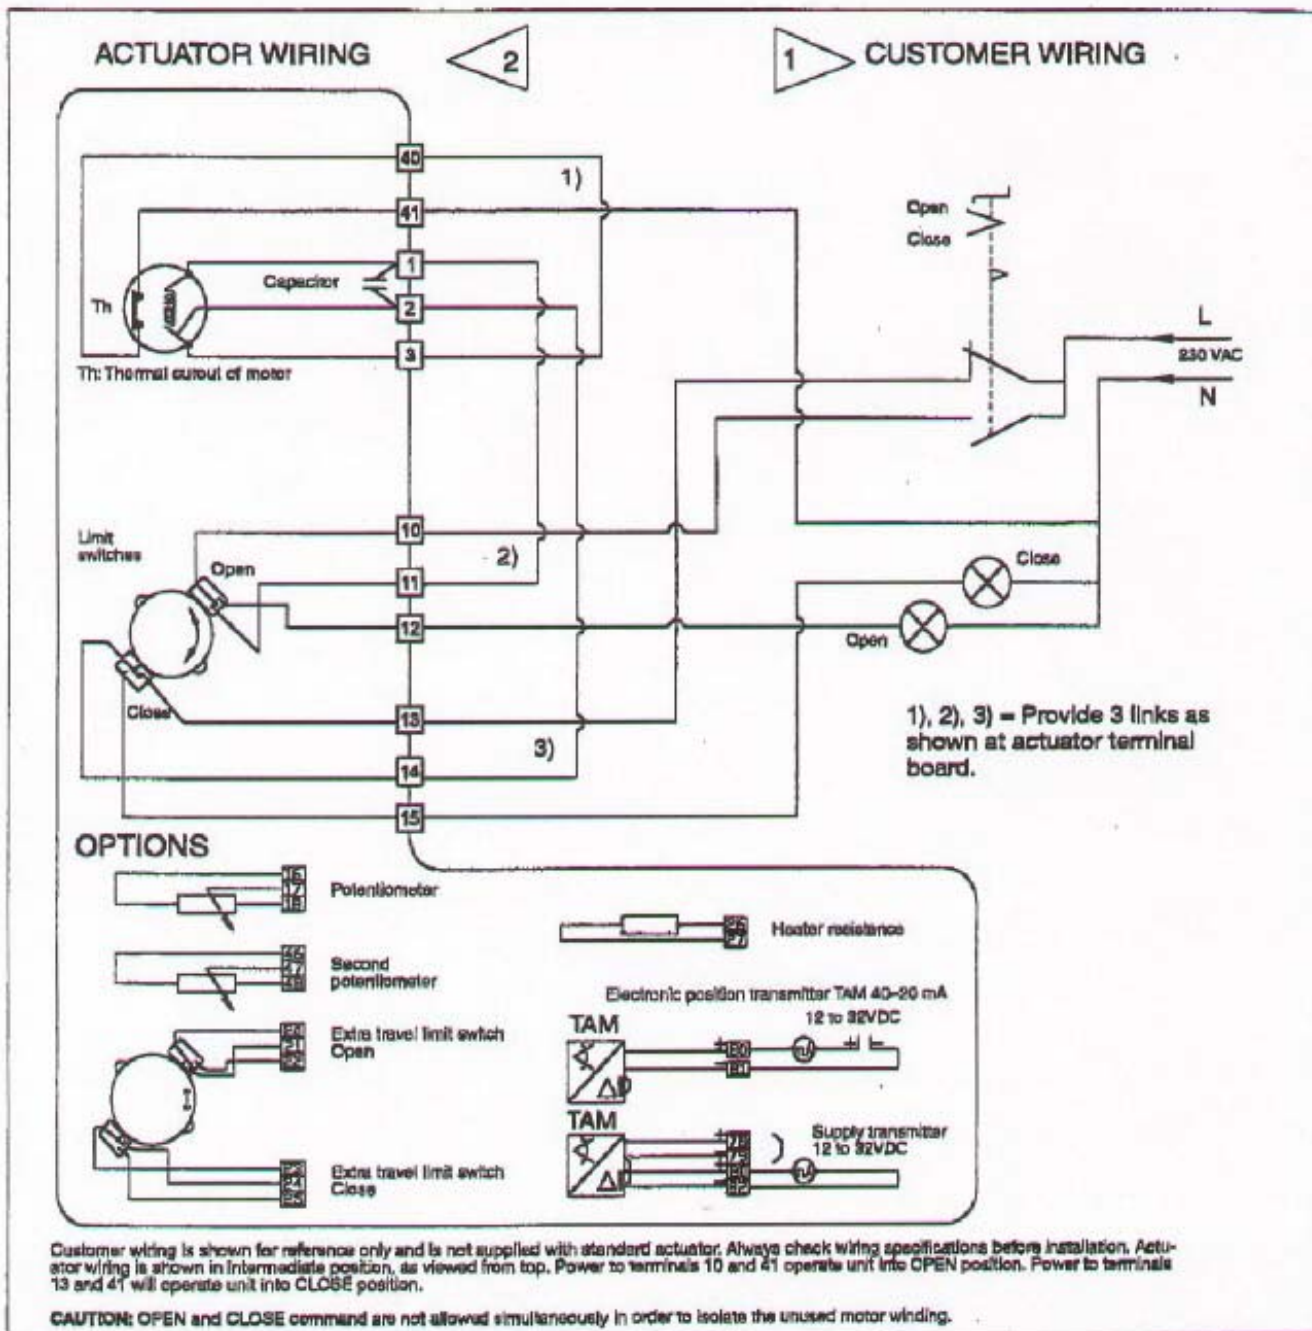 ACTUATOR WIRING
2
1
CUSTOMER WIRING
40
1)
41
Open
Close
1
Capacitor
Th
2
L
230 VAC
3
N
Th: Thermal cutout of motor
10
Limit
switches
2)
Close
Open
11
12
Open
Close
13
1), 2), 3) = Provide 3 links as
shown at actuator terminal
board.
3)
14
15
OPTIONS
16
17
18
Potentiometer
26
27
Heater resistance
46
47
48
Second
potentiometer
Electronic position transmitter TAM 40-20 mA
12 to 32VDC
TAM
+
80
81
+
-
Extra travel limit switch
Open
TAM
+
Supply transmitter
12 to 32VDC
Extra travel limit switch
Close
Customer wiring is shown for reference only and is not supplied with standard actuator. Always check wiring specifications before installation. Actu-
ator wiring is shown in intermediate position, as viewed from top. Power to terminals 10 and 41 operate unit into OPEN position. Power to terminals
13 and 41 will operate unit into CLOSE position.
CAUTION: OPEN and CLOSE command are not allowed simultaneously in order to isolate the unused motor winding.